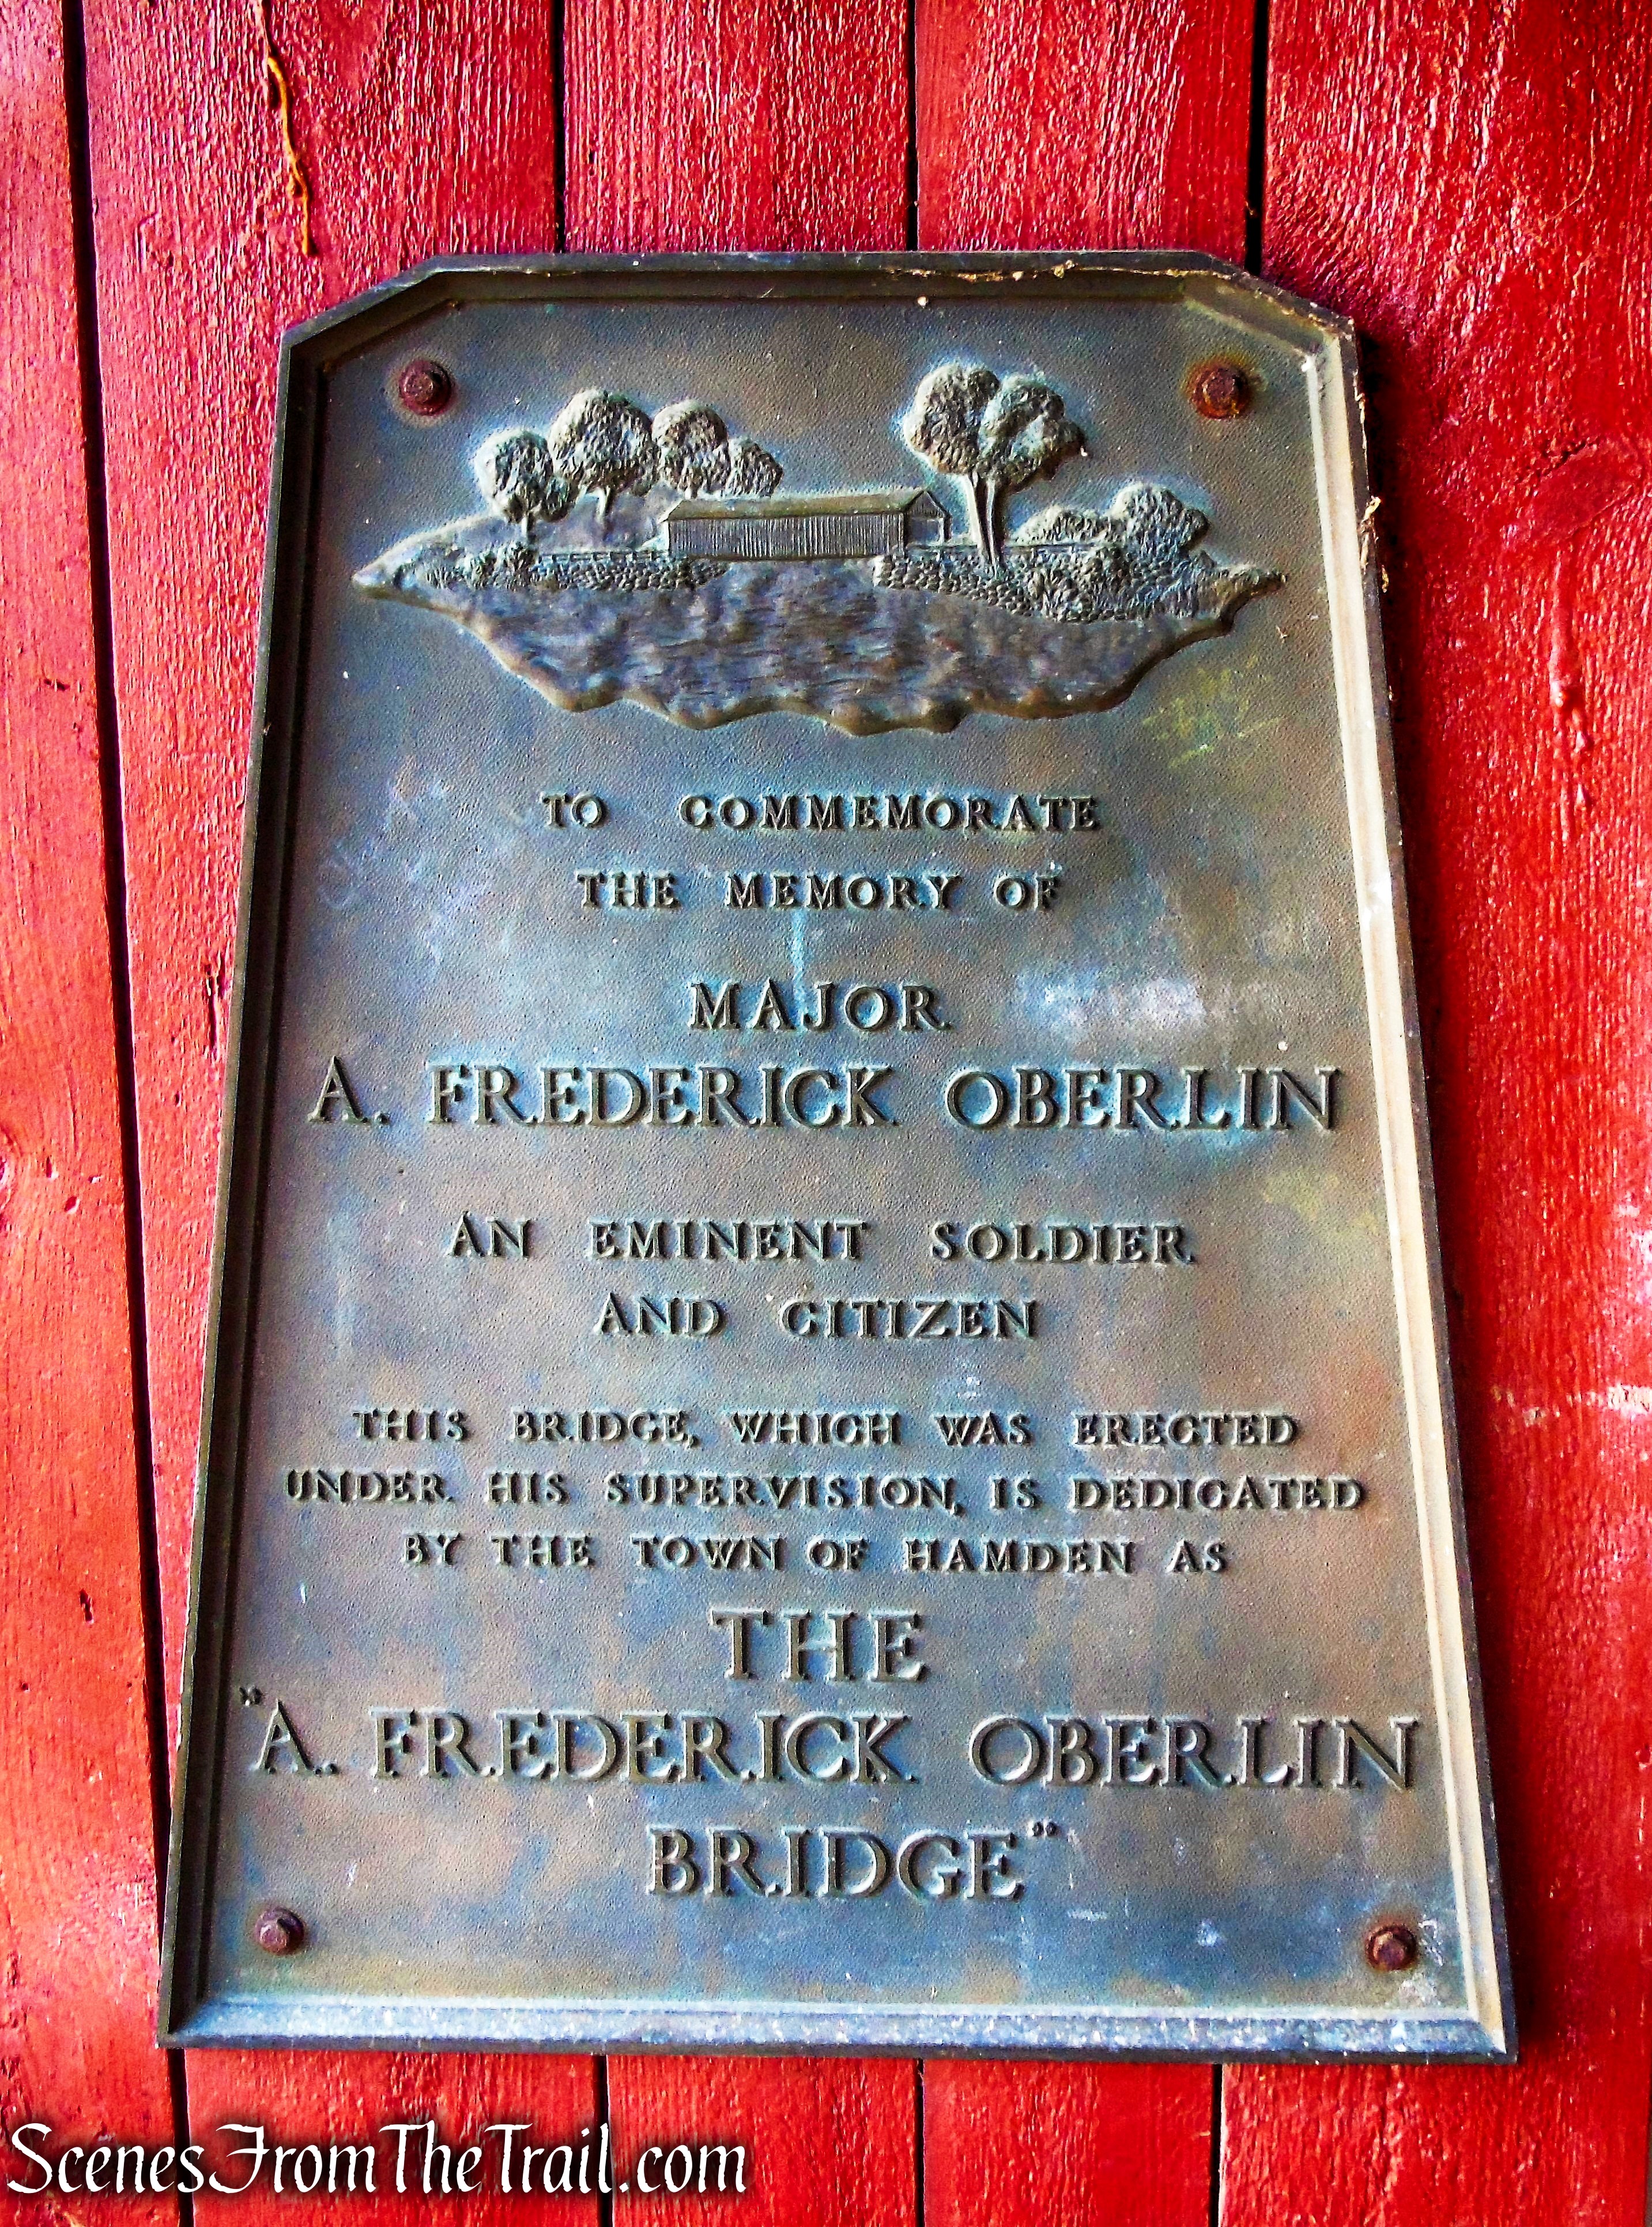 TO COMMEMORATE
THE MEMORY OF
MAJOR
A. FREDERICK OBERLIN
AN EMINENT SOLDIER
AND CITIZEN
THIS BRIDGE, WHICH WAS ERECTED
UNDER HIS SUPERVISION, IS DEDICATED
BY THE TOWN OF HAMDEN AS
THE
"A. FREDERICK OBERLIN
BRIDGE"
ScenesFromTheTrail.com